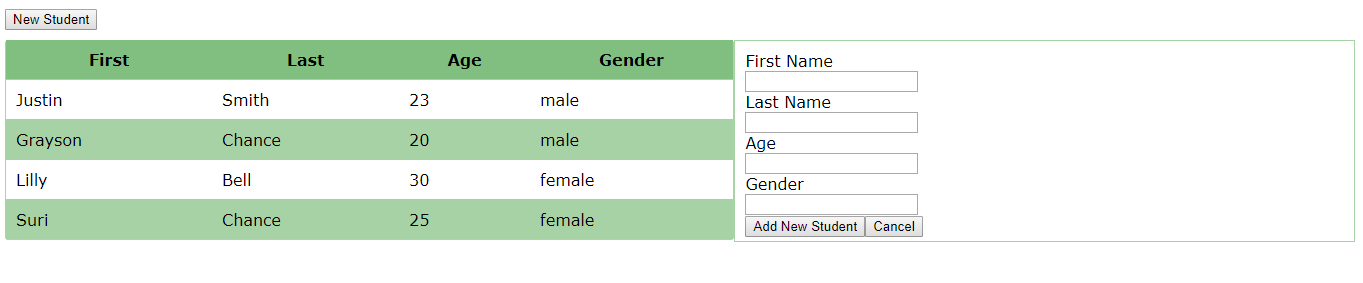 New Student
First Last Age Gender
Justin Smith 23 male
Grayson Chance 20 male
Lilly Bell 30 female
Suri Chance 25 female
First Name
Last Name
Age
Gender
Add New Student Cancel